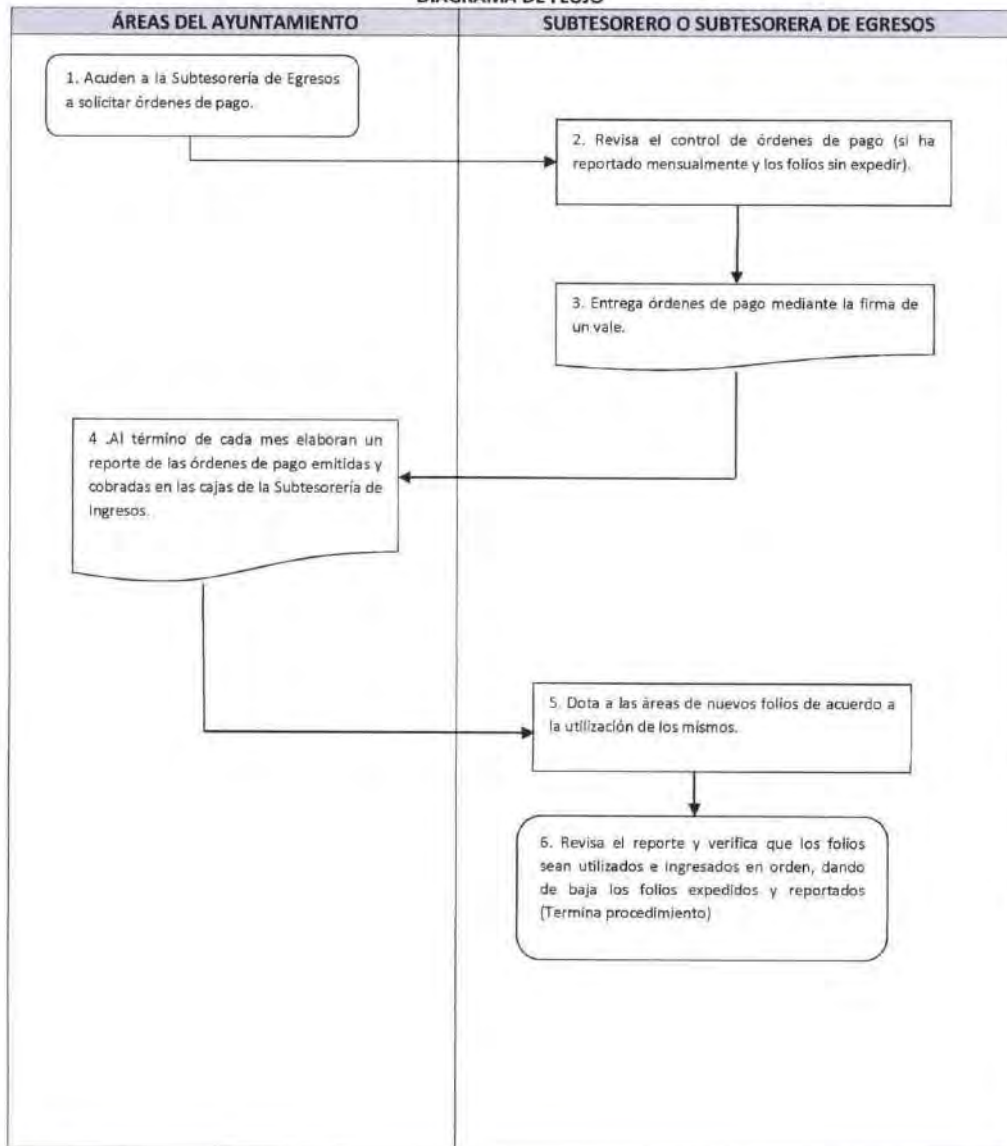 DIAGRAMA DE FLUJO
ÁREAS DEL AYUNTAMIENTO
SUBTESORERO O SUBTESORERA DE EGRESOS
1. Acuden a la Subtesorería de Egresos
a solicitar órdenes de pago.
2. Revisa el control de órdenes de pago (si ha
reportado mensualmente y los folios sin expedir).
3. Entrega órdenes de pago mediante la firma de
un vale.
4 .Al término de cada mes elaboran un
reporte de las órdenes de pago emitidas y
cobradas en las cajas de la Subtesorería de
Ingresos.
5. Dota a las áreas de nuevos folios de acuerdo a
la utilización de los mismos.
6. Revisa el reporte y verifica que los folios
sean utilizados e ingresados en orden, dando
de baja los folios expedidos y reportados
(Termina procedimiento)